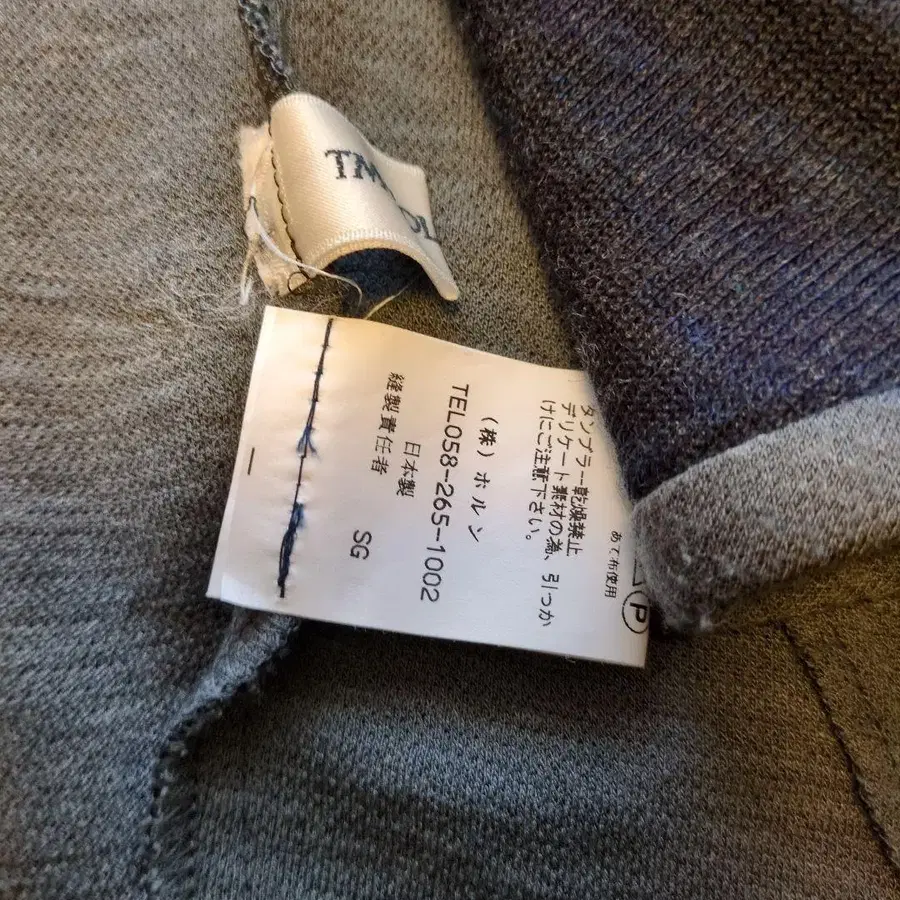 TM
OL
P
あて布使用
タンブラー乾燥禁止
デリケート素材の為、引っか
けにご注意下さい。
(株)ホルン
TEL058-265-1002
日本製
縫製責任者 SG